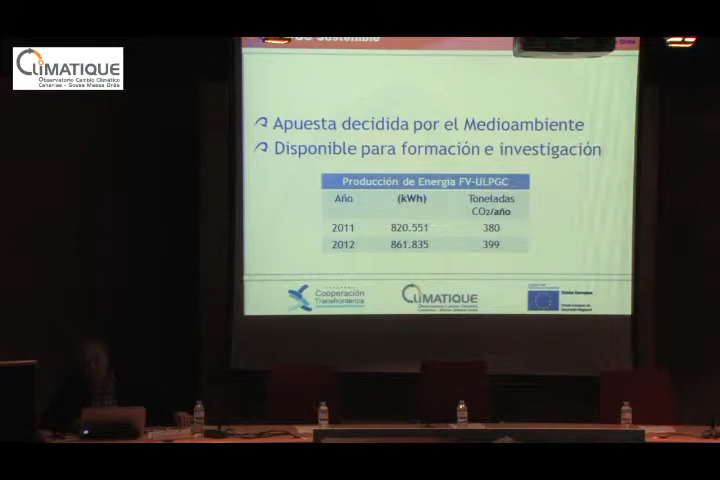 CLIMATIQUE
Observatorio Cambio Climático
Canarias - Souss Massa Drâa
Apuesta decidida por el Medioambiente
Disponible para formación e investigación
Producción de Energía FV-ULPGC
Año (kWh) Toneladas CO2/año
2011 820.551 380
2012 861.835 399
Cooperación
Transfronteriza
CLIMATIQUE